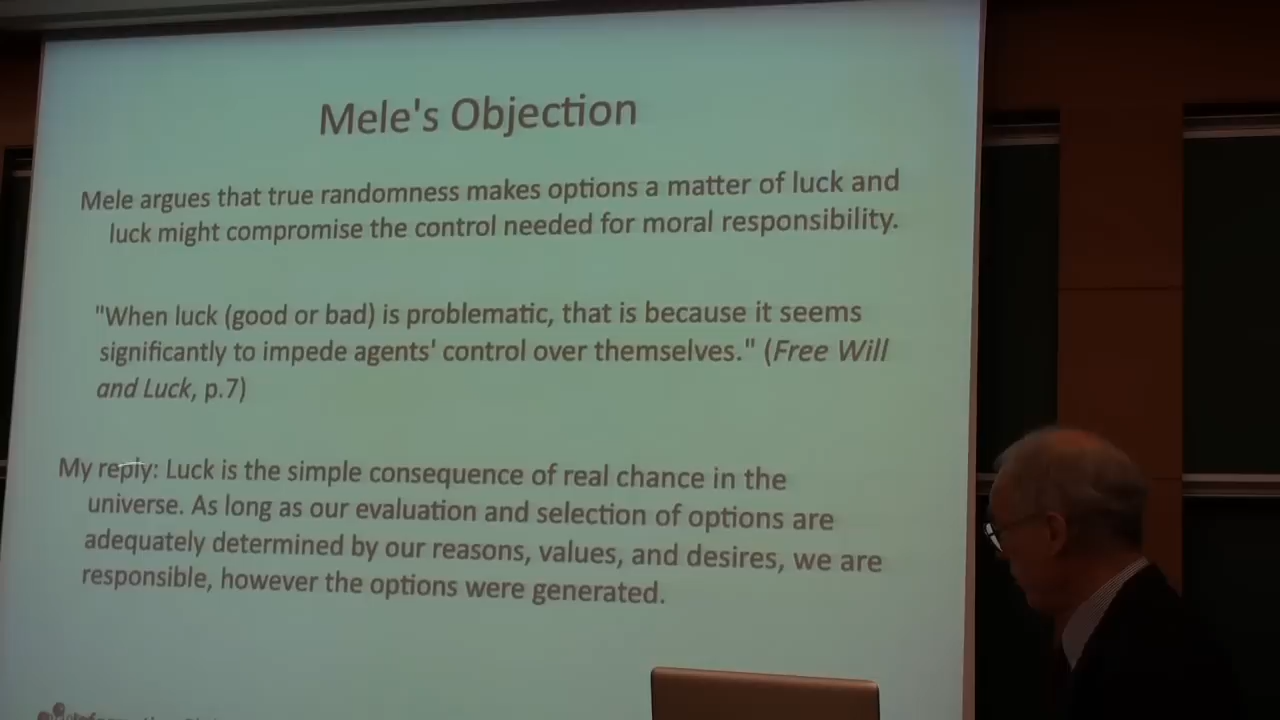 Mele's Objection
Mele argues that true randomness makes options a matter of luck and
luck might compromise the control needed for moral responsibility.
"When luck (good or bad) is problematic, that is because it seems
significantly to impede agents' control over themselves." (Free Will
and Luck, p.7)
My reply: Luck is the simple consequence of real chance in the
universe. As long as our evaluation and selection of options are
adequately determined by our reasons, values, and desires, we are
responsible, however the options were generated.